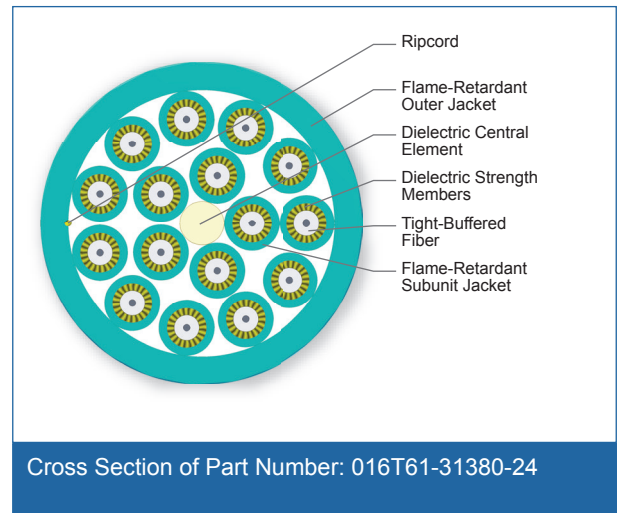 Ripcord
Flame-Retardant
Outer Jacket
Dielectric Central
Element
Dielectric Strength
Members
Tight-Buffered
Fiber
Flame-Retardant
Subunit Jacket
Cross Section of Part Number: 016T61-31380-24